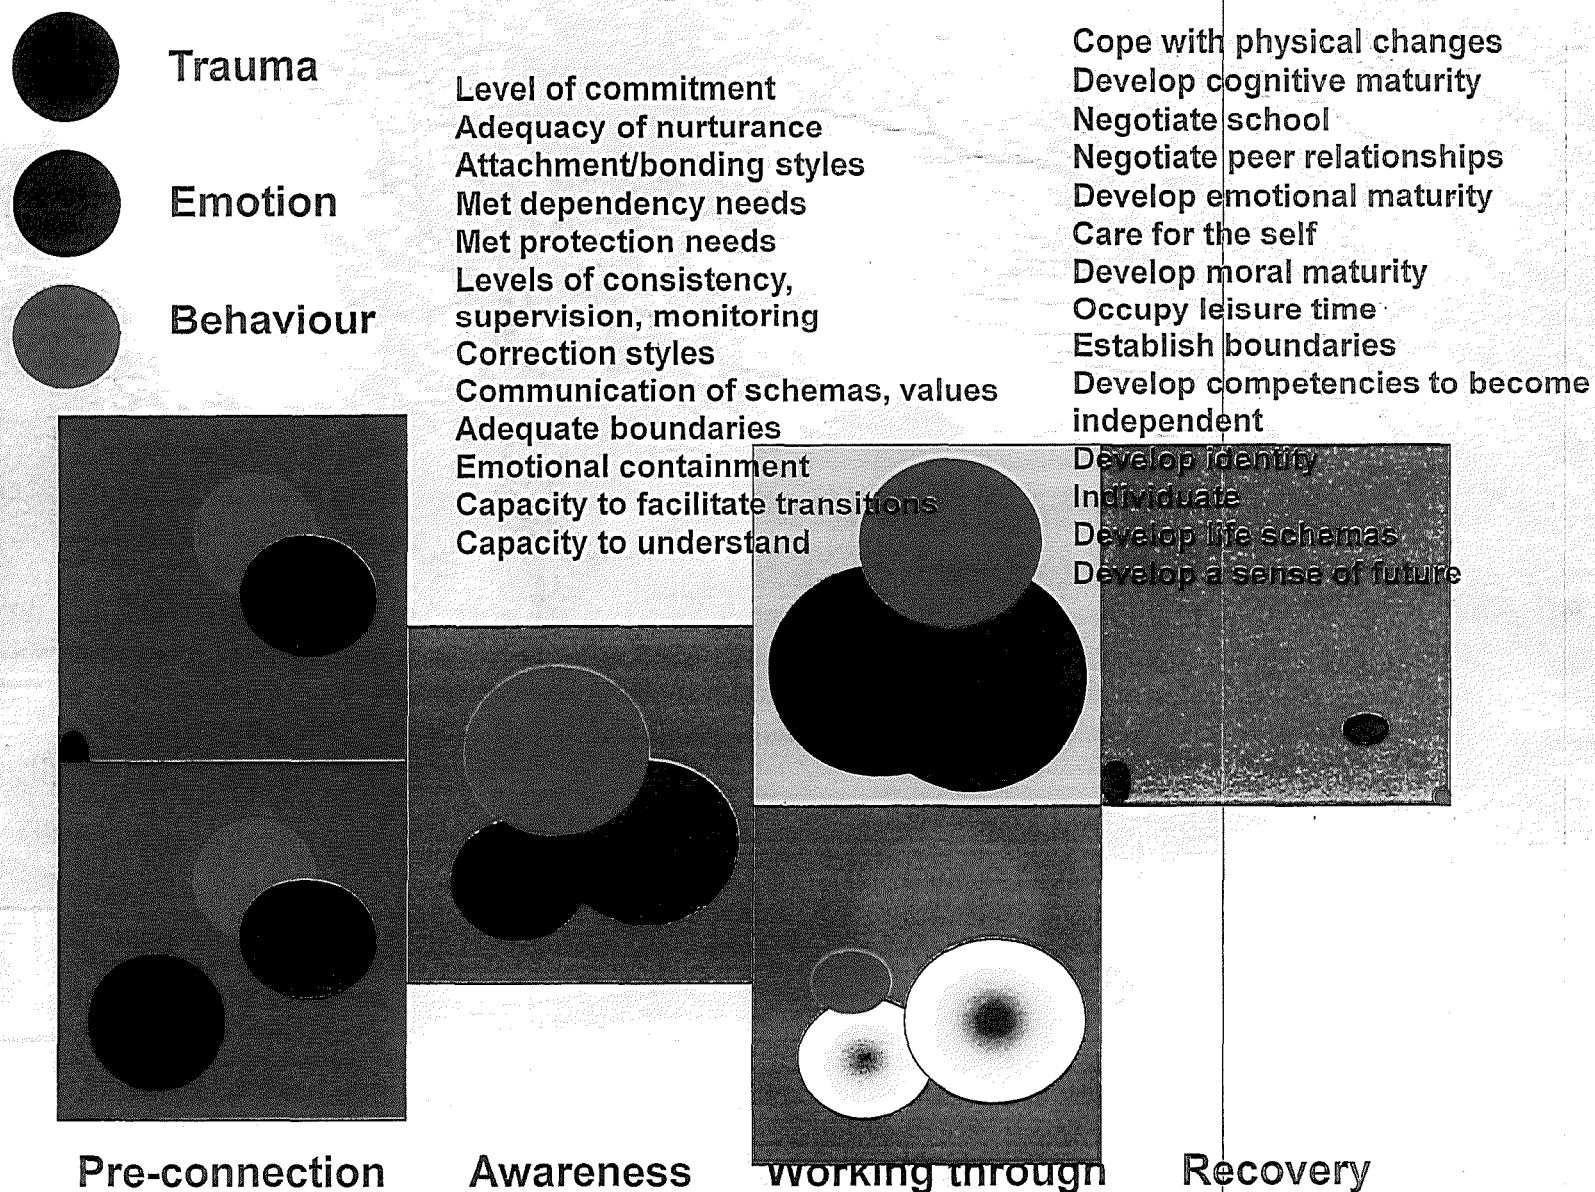 Trauma
Emotion
Behaviour
Level of commitment
Adequacy of nurturance
Attachment/bonding styles
Met dependency needs
Met protection needs
Levels of consistency,
supervision, monitoring
Correction styles
Communication of schemas, values
Adequate boundaries
Emotional containment
Capacity to facilitate transitions
Capacity to understand
Cope with physical changes
Develop cognitive maturity
Negotiate school
Negotiate peer relationships
Develop emotional maturity
Care for the self
Develop moral maturity
Occupy leisure time
Establish boundaries
Develop competencies to become
independent
Develop identity
Individuate
Develop life schemas
Develop a sense of future
Pre-connection
Awareness
Working through
Recovery